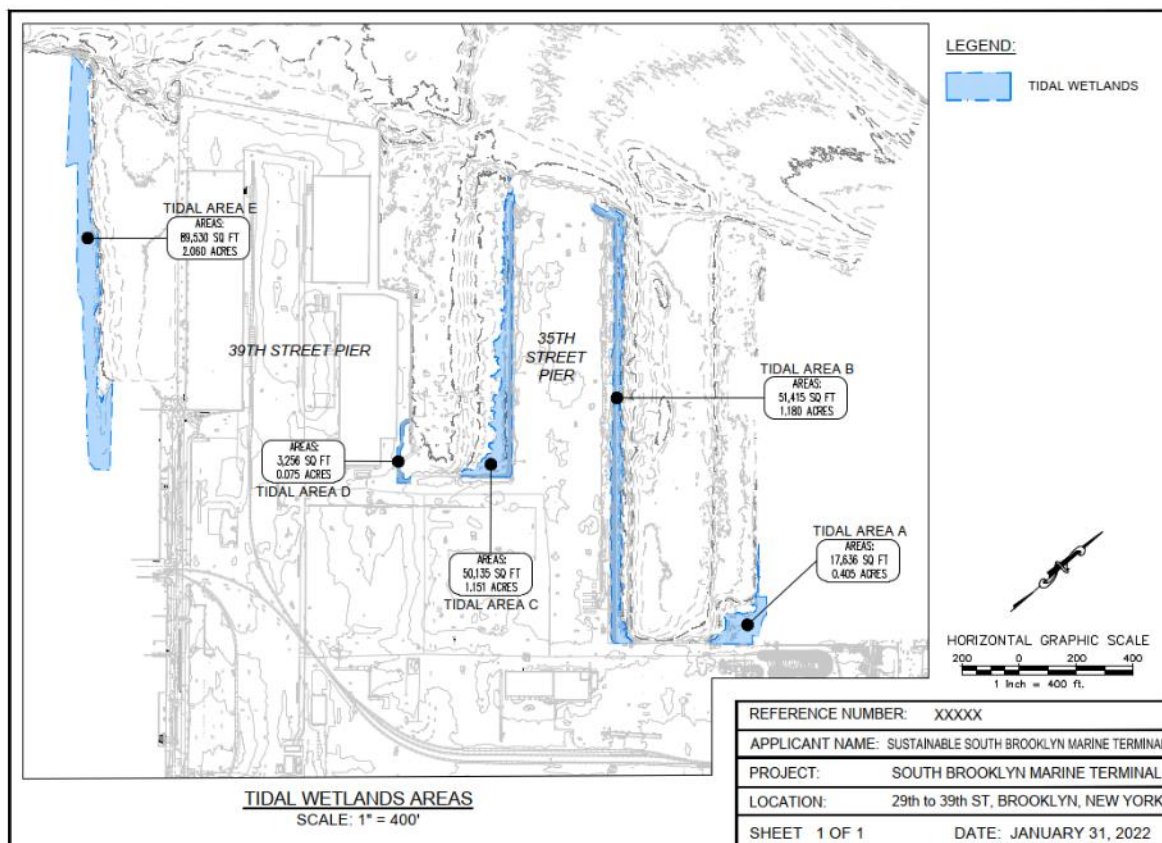 LEGEND:
TIDAL WETLANDS
TIDAL AREA E
AREAS:
89,530 SQ FT
2.060 ACRES
39TH STREET PIER
35TH
STREET
PIER
TIDAL AREA B
AREAS:
51,415 SQ FT
1.180 ACRES
AREAS:
3,256 SQ FT
0.075 ACRES
TIDAL AREA D
TIDAL AREA A
AREAS:
17,636 SQ FT
0.405 ACRES
AREAS:
50,135 SQ FT
1.151 ACRES
TIDAL AREA C
HORIZONTAL GRAPHIC SCALE
200 0 200 400
1 Inch = 400 ft.
TIDAL WETLANDS AREAS
SCALE: 1" = 400'
REFERENCE NUMBER: XXXXX
APPLICANT NAME: SUSTAINABLE SOUTH BROOKLYN MARINE TERMINAL
PROJECT: SOUTH BROOKLYN MARINE TERMINAL
LOCATION: 29th to 39th ST, BROOKLYN, NEW YORK
SHEET 1 OF 1 DATE: JANUARY 31, 2022